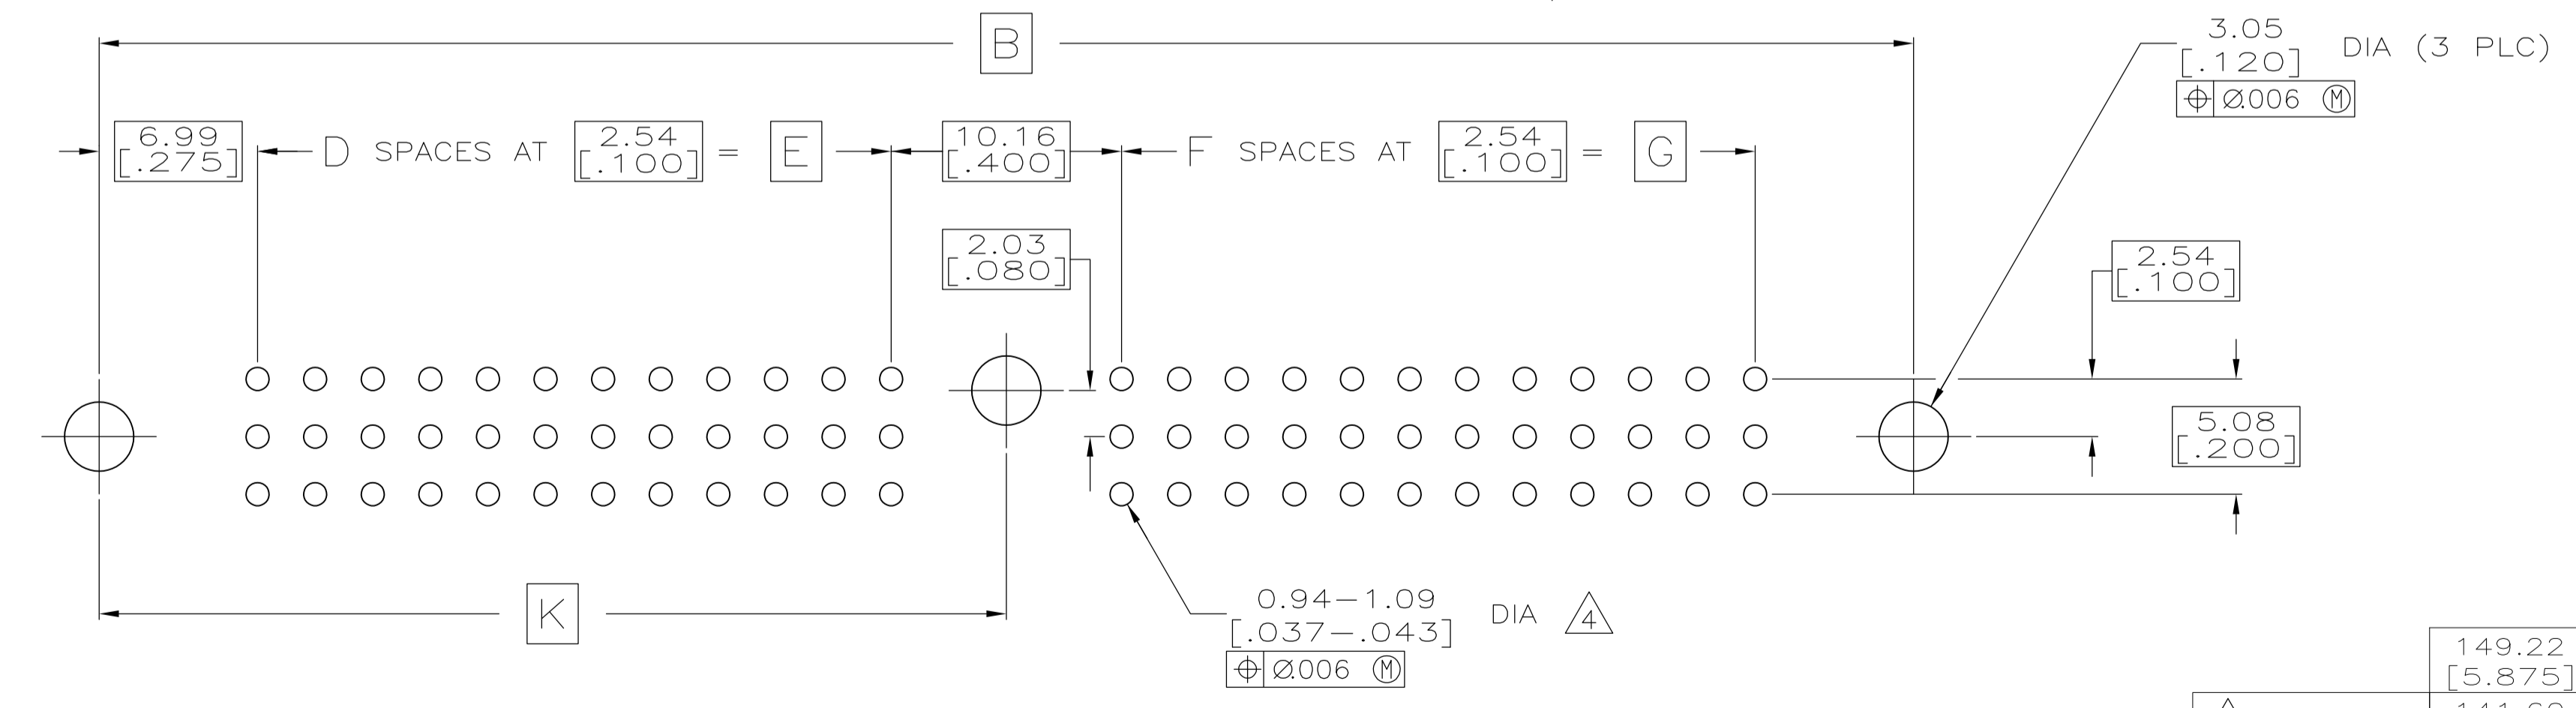 B
3.05
[.120]
DIA (3 PLC)
⌖ Ø.006 Ⓜ
6.99
[.275]
D SPACES AT
2.54
[.100]
= E
10.16
[.400]
F SPACES AT
2.54
[.100]
= G
2.03
[.080]
2.54
[.100]
5.08
[.200]
K
0.94-1.09
[.037-.043]
DIA 4
⌖ Ø.006 Ⓜ
149.22
[5.875]